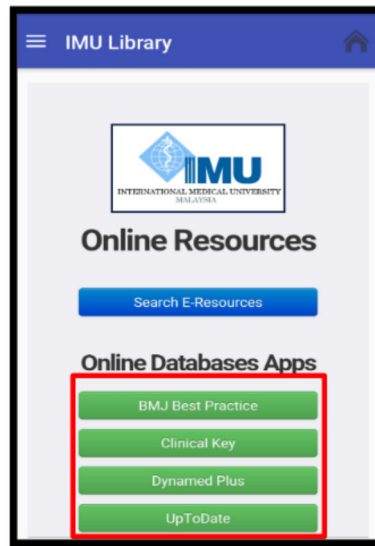 IMU Library
IMU
INTERNATIONAL MEDICAL UNIVERSITY
MALAYSIA
Online Resources
Search E-Resources
Online Databases Apps
BMJ Best Practice
Clinical Key
Dynamed Plus
UpToDate